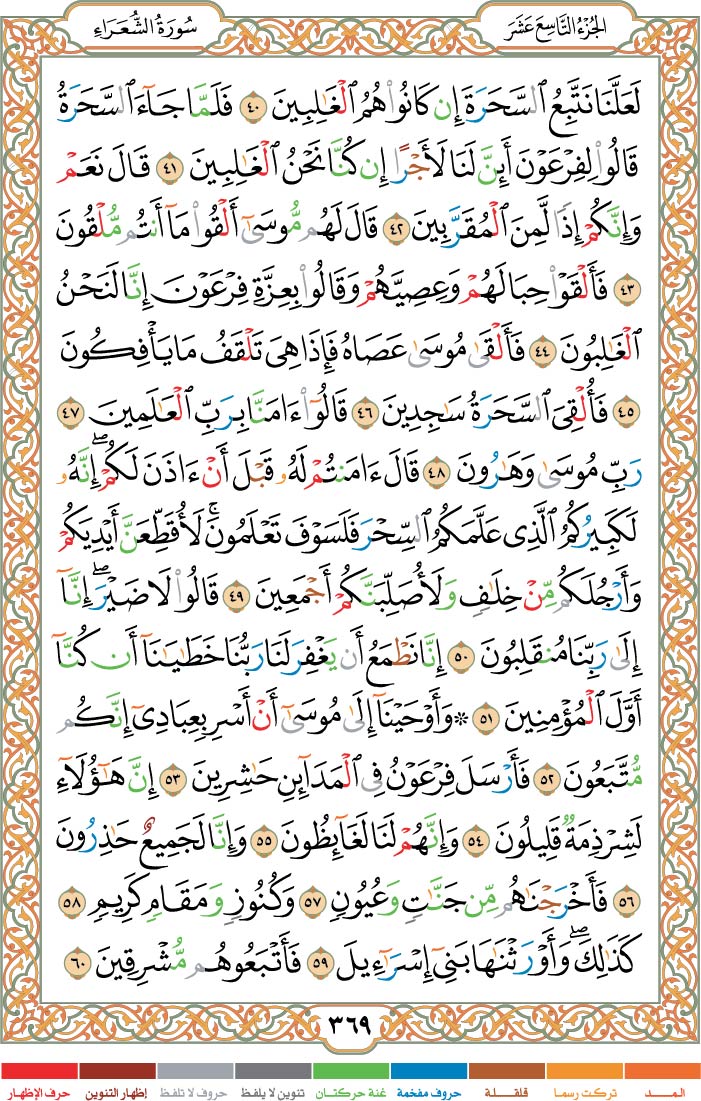 الجُزْءُ التَّاسِعَ عَشَرَ
سُورَةُ الشُّعَرَاءِ
لَعَلَّنَا نَتَّبِعُ ٱلسَّحَرَةَ إِن كَانُوا۟ هُمُ ٱلْغَـٰلِبِينَ ٤٠ فَلَمَّا جَآءَ ٱلسَّحَرَةُ
قَالُوا۟ لِفِرْعَوْنَ أَئِنَّ لَنَا لَأَجْرًا إِن كُنَّا نَحْنُ ٱلْغَـٰلِبِينَ ٤١ قَالَ نَعَمْ
وَإِنَّكُمْ إِذًا لَّمِنَ ٱلْمُقَرَّبِينَ ٤٢ قَالَ لَهُم مُّوسَىٰٓ أَلْقُوا۟ مَآ أَنتُم مُّلْقُونَ
٤٣ فَأَلْقَوْا۟ حِبَالَهُمْ وَعِصِيَّهُمْ وَقَالُوا۟ بِعِزَّةِ فِرْعَوْنَ إِنَّا لَنَحْنُ
ٱلْغَـٰلِبُونَ ٤٤ فَأَلْقَىٰ مُوسَىٰ عَصَاهُ فَإِذَا هِىَ تَلْقَفُ مَا يَأْفِكُونَ
٤٥ فَأُلْقِىَ ٱلسَّحَرَةُ سَـٰجِدِينَ ٤٦ قَالُوٓا۟ ءَامَنَّا بِرَبِّ ٱلْعَـٰلَمِينَ ٤٧
رَبِّ مُوسَىٰ وَهَـٰرُونَ ٤٨ قَالَ ءَامَنتُمْ لَهُۥ قَبْلَ أَنْ ءَاذَنَ لَكُمْ ۖ إِنَّهُۥ
لَكَبِيرُكُمُ ٱلَّذِى عَلَّمَكُمُ ٱلسِّحْرَ فَلَسَوْفَ تَعْلَمُونَ ۚ لَأُقَطِّعَنَّ أَيْدِيَكُمْ
وَأَرْجُلَكُم مِّنْ خِلَـٰفٍ وَلَأُصَلِّبَنَّكُمْ أَجْمَعِينَ ٤٩ قَالُوا۟ لَا ضَيْرَ ۖ إِنَّآ
إِلَىٰ رَبِّنَا مُنقَلِبُونَ ٥٠ إِنَّا نَطْمَعُ أَن يَغْفِرَ لَنَا رَبُّنَا خَطَـٰيَـٰنَآ أَن كُنَّآ
أَوَّلَ ٱلْمُؤْمِنِينَ ٥١ ۞ وَأَوْحَيْنَآ إِلَىٰ مُوسَىٰٓ أَنْ أَسْرِ بِعِبَادِىٓ إِنَّكُم
مُّتَّبَعُونَ ٥٢ فَأَرْسَلَ فِرْعَوْنُ فِى ٱلْمَدَآئِنِ حَـٰشِرِينَ ٥٣ إِنَّ هَـٰٓؤُلَآءِ
لَشِرْذِمَةٌ قَلِيلُونَ ٥٤ وَإِنَّهُمْ لَنَا لَغَآئِظُونَ ٥٥ وَإِنَّا لَجَمِيعٌ حَـٰذِرُونَ
٥٦ فَأَخْرَجْنَـٰهُم مِّن جَنَّـٰتٍ وَعُيُونٍ ٥٧ وَكُنُوزٍ وَمَقَامٍ كَرِيمٍ ٥٨
كَذَٰلِكَ ۖ وَأَوْرَثْنَـٰهَا بَنِىٓ إِسْرَٰٓءِيلَ ٥٩ فَأَتْبَعُوهُم مُّشْرِقِينَ ٦٠
٣٦٩
المــد تركت رسما قلقلة حروف مفخمة غنة حركتان تنوين لا يلفظ حروف لا تلفظ إظهار التنوين حرف الإظهار